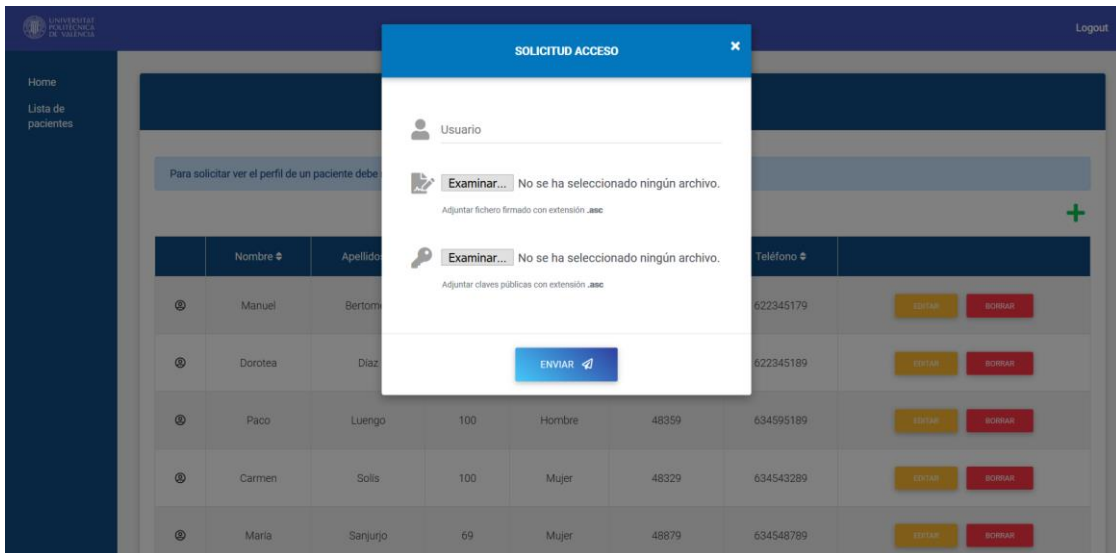 UNIVERSITAT
POLITÈCNICA
DE VALÈNCIA
Logout
SOLICITUD ACCESO ×
Home
Lista de
pacientes
Usuario
Para solicitar ver el perfil de un paciente debe
Examinar... No se ha seleccionado ningún archivo.
Adjuntar fichero firmado con extensión .asc
Examinar... No se ha seleccionado ningún archivo.
Adjuntar claves públicas con extensión .asc
ENVIAR
Nombre Apellido Teléfono
Manuel Bertom 622345179 EDITAR BORRAR
Dorotea Díaz 622345189 EDITAR BORRAR
Paco Luengo 100 Hombre 48359 634595189 EDITAR BORRAR
Carmen Solís 100 Mujer 48329 634543289 EDITAR BORRAR
María Sanjurjo 69 Mujer 48879 634548789 EDITAR BORRAR